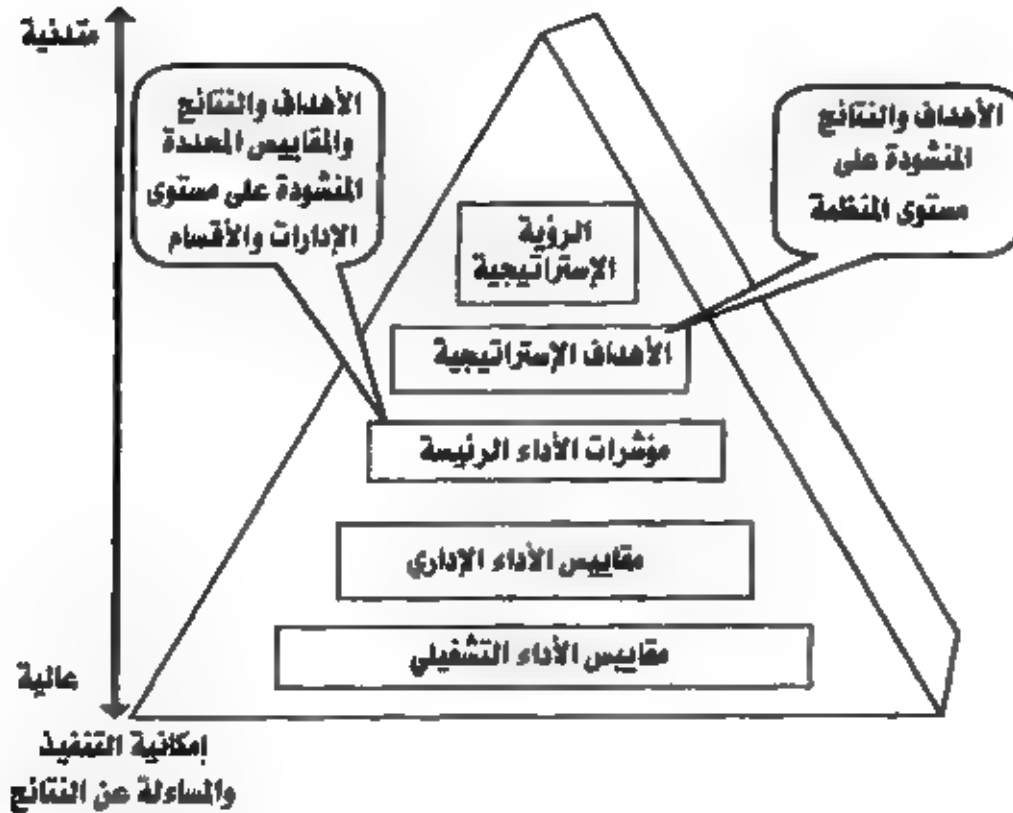 متدنية
الأهداف والنتائج
والمقاييس المحددة
المنشودة على مستوى
الإدارات والأقسام
الأهداف والنتائج
المنشودة على
مستوى المنظمة
الرؤية
الإستراتيجية
الأهداف الإستراتيجية
مؤشرات الأداء الرئيسة
مقاييس الأداء الإداري
مقاييس الأداء التشغيلي
عالية
إمكانية التنفيذ
والمساءلة عن النتائج